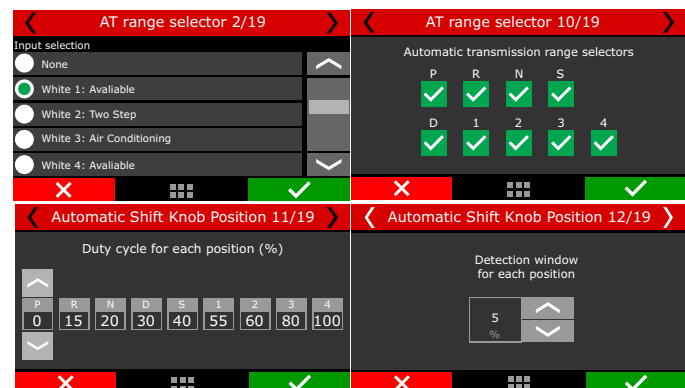 AT range selector 2/19
Input selection
None
White 1: Avaliable
White 2: Two Step
White 3: Air Conditioning
White 4: Avaliable
AT range selector 10/19
Automatic transmission range selectors
P R N S
D 1 2 3 4
Automatic Shift Knob Position 11/19
Duty cycle for each position (%)
P R N D S 1 2 3 4
0 15 20 30 40 55 60 80 100
Automatic Shift Knob Position 12/19
Detection window
for each position
5
%